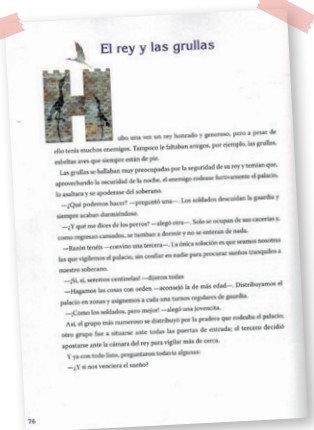 El rey y las grullas
Hubo una vez un rey honrado y generoso, pero a pesar de
ello tenía muchos enemigos. Tampoco le faltaban amigos, por ejemplo, las grullas,
esbeltas aves que siempre están de pie.
Las grullas se hallaban muy preocupadas por la seguridad de su rey y temían que,
aprovechando la oscuridad de la noche, el enemigo rodease furtivamente el palacio,
lo asaltara y se apoderase del soberano.
—¿Qué podemos hacer? —preguntó una—. Los soldados descuidan la guardia y
siempre acaban durmiéndose.
—¿Y qué me dices de los perros? —alegó otra—. Solo se ocupan de sus cacerías y,
como regresan cansados, se tumban a dormir y no se enteran de nada.
—Razón tenéis —convino una tercera—. La única solución es que seamos nosotras
las que vigilemos el palacio, sin confiar en nadie para procurar sueños tranquilos a
nuestro soberano.
—¡Sí, sí, seremos centinelas! —dijeron todas
—Hagamos las cosas con orden —aconsejó la de más edad—. Distribuyamos el
palacio en zonas y asignemos a cada una turnos regulares de guardia.
—¡Como los soldados, pero mejor! —alegó una jovencita.
Así, el grupo más numeroso se distribuyó por la pradera que rodeaba el palacio;
otro grupo fue a situarse ante todas las puertas de entrada; el tercero decidió
apostarse ante la cámara del rey para vigilar más de cerca.
Y ya con todo listo, preguntaron todavía algunas:
—¿Y si nos venciera el sueño?
76